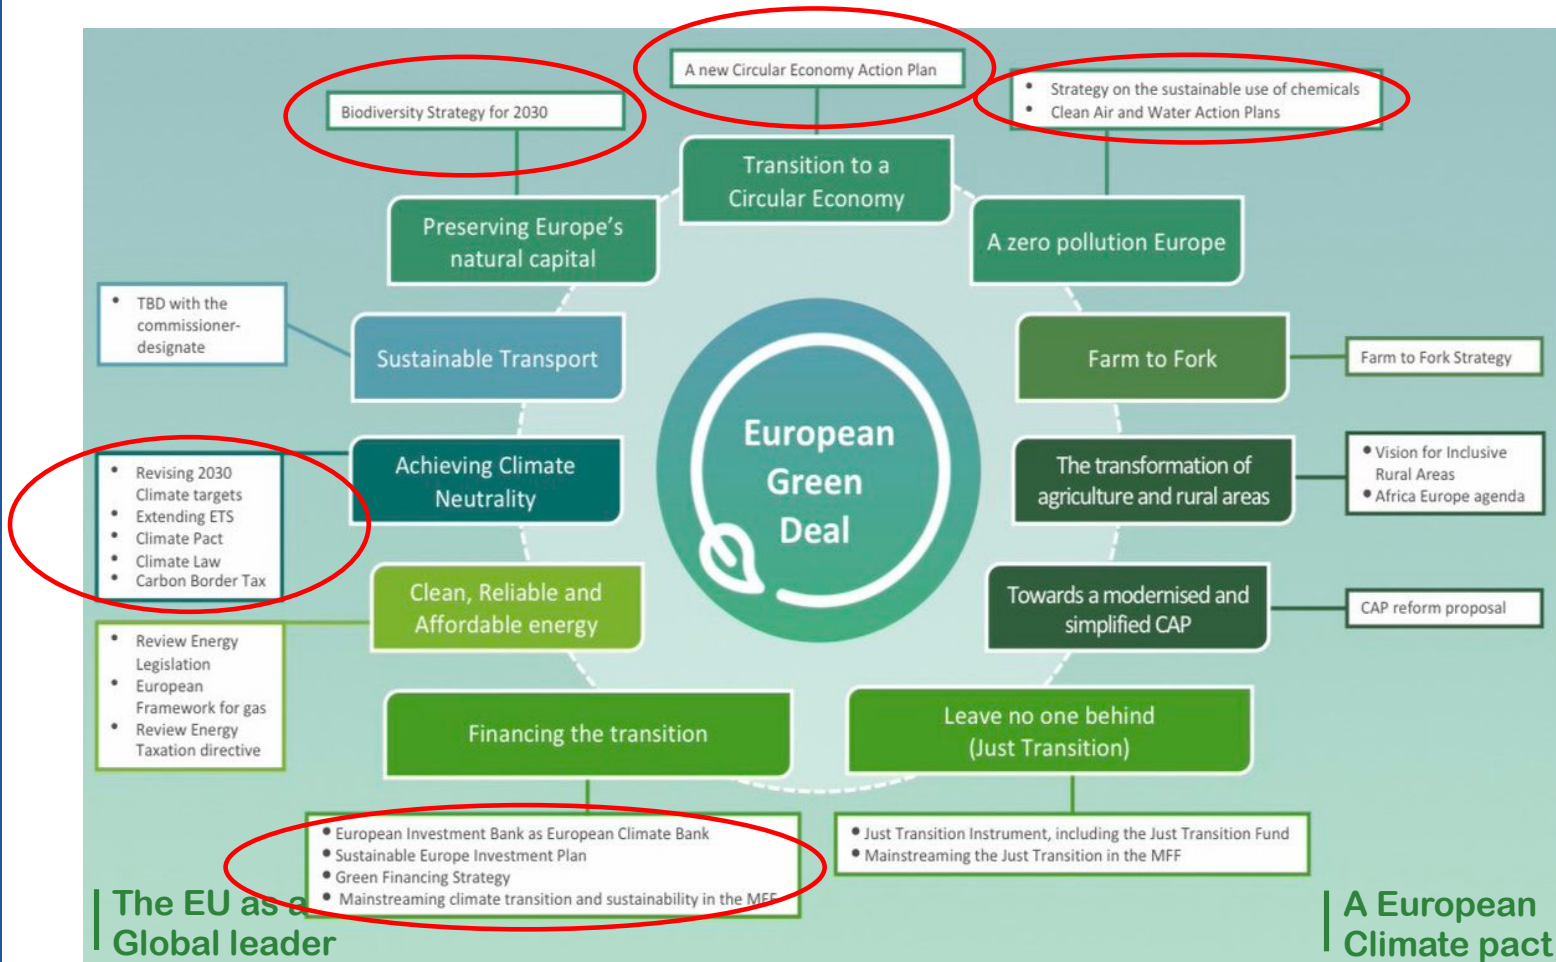 A new Circular Economy Action Plan
• Strategy on the sustainable use of chemicals
• Clean Air and Water Action Plans
Biodiversity Strategy for 2030
Transition to a
Circular Economy
Preserving Europe's
natural capital
A zero pollution Europe
• TBD with the
commissioner-
designate
Sustainable Transport
Farm to Fork
Farm to Fork Strategy
European
Green
Deal
• Revising 2030
Climate targets
• Extending ETS
• Climate Pact
• Climate Law
• Carbon Border Tax
Achieving Climate
Neutrality
The transformation of
agriculture and rural areas
• Vision for Inclusive
Rural Areas
• Africa Europe agenda
Clean, Reliable and
Affordable energy
Towards a modernised and
simplified CAP
CAP reform proposal
• Review Energy
Legislation
• European
Framework for gas
• Review Energy
Taxation directive
Financing the transition
Leave no one behind
(Just Transition)
• European Investment Bank as European Climate Bank
• Sustainable Europe Investment Plan
• Green Financing Strategy
• Mainstreaming climate transition and sustainability in the MFF
• Just Transition Instrument, including the Just Transition Fund
• Mainstreaming the Just Transition in the MFF
The EU as a
Global leader
A European
Climate pact